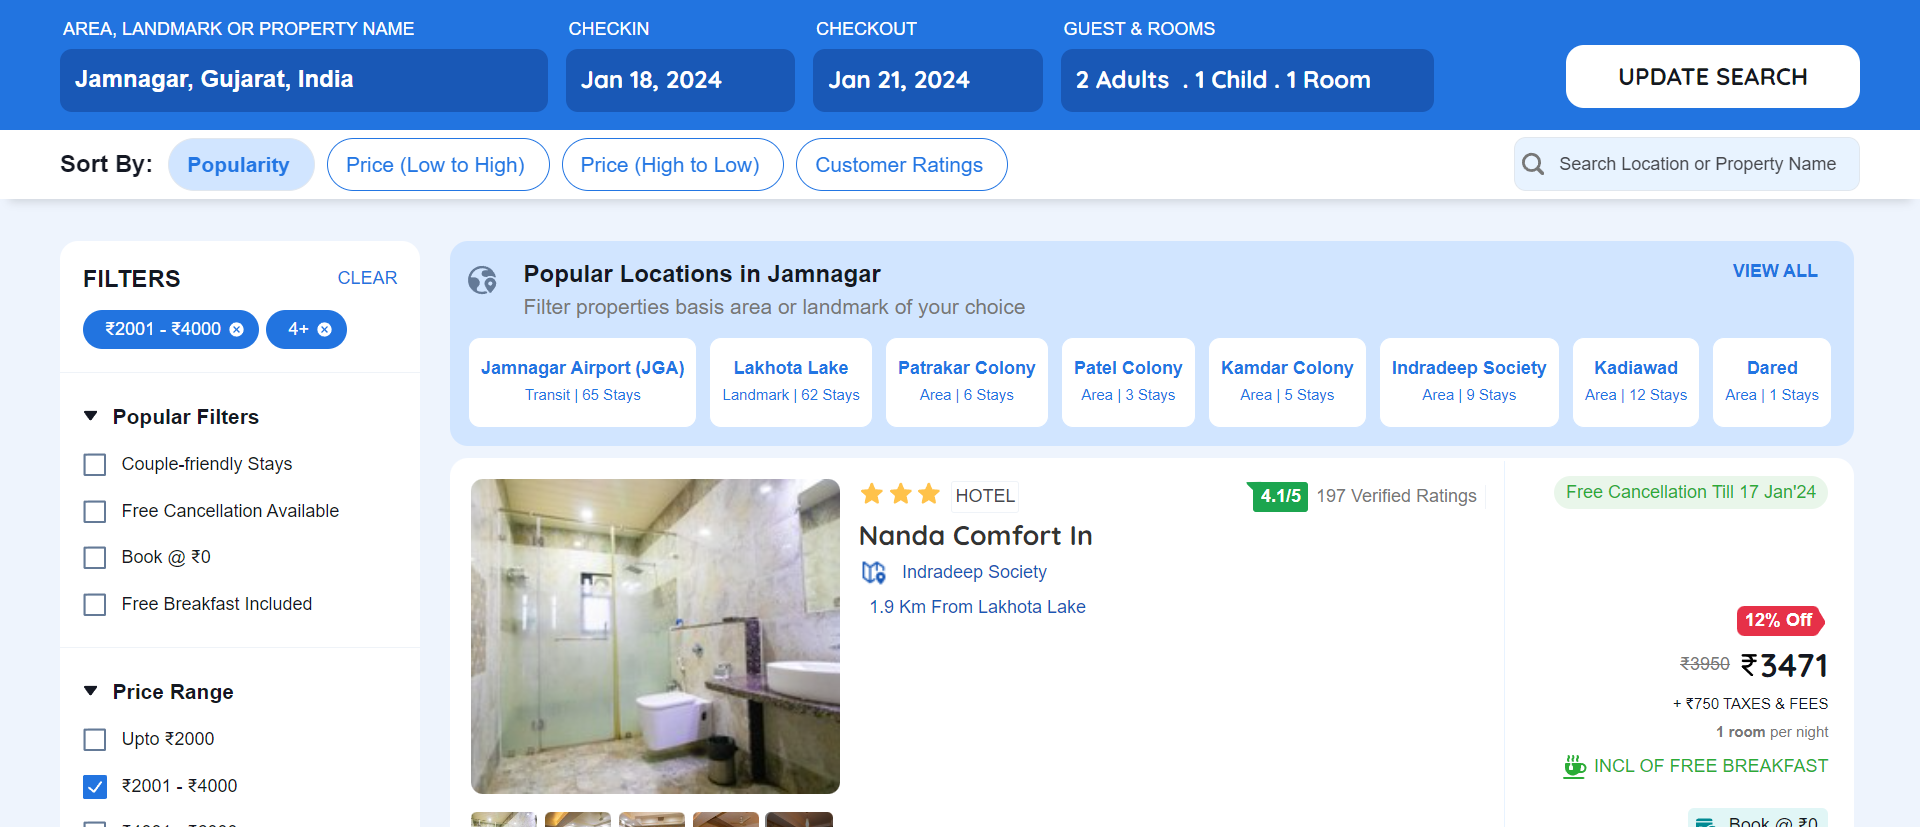 AREA, LANDMARK OR PROPERTY NAME
CHECKIN
CHECKOUT
GUEST & ROOMS
Jamnagar, Gujarat, India
Jan 18, 2024
Jan 21, 2024
2 Adults . 1 Child . 1 Room
UPDATE SEARCH
Sort By:
Popularity
Price (Low to High)
Price (High to Low)
Customer Ratings
Search Location or Property Name
FILTERS
CLEAR
₹2001 - ₹4000
4+
Popular Filters
Couple-friendly Stays
Free Cancellation Available
Book @ ₹0
Free Breakfast Included
Price Range
Upto ₹2000
₹2001 - ₹4000
Popular Locations in Jamnagar
VIEW ALL
Filter properties basis area or landmark of your choice
Jamnagar Airport (JGA)
Transit | 65 Stays
Lakhota Lake
Landmark | 62 Stays
Patrakar Colony
Area | 6 Stays
Patel Colony
Area | 3 Stays
Kamdar Colony
Area | 5 Stays
Indradeep Society
Area | 9 Stays
Kadiawad
Area | 12 Stays
Dared
Area | 1 Stays
HOTEL
4.1/5
197 Verified Ratings
Nanda Comfort In
Indradeep Society
1.9 Km From Lakhota Lake
Free Cancellation Till 17 Jan'24
12% Off
₹3950 ₹3471
+ ₹750 TAXES & FEES
1 room per night
INCL OF FREE BREAKFAST
Book @ ₹0